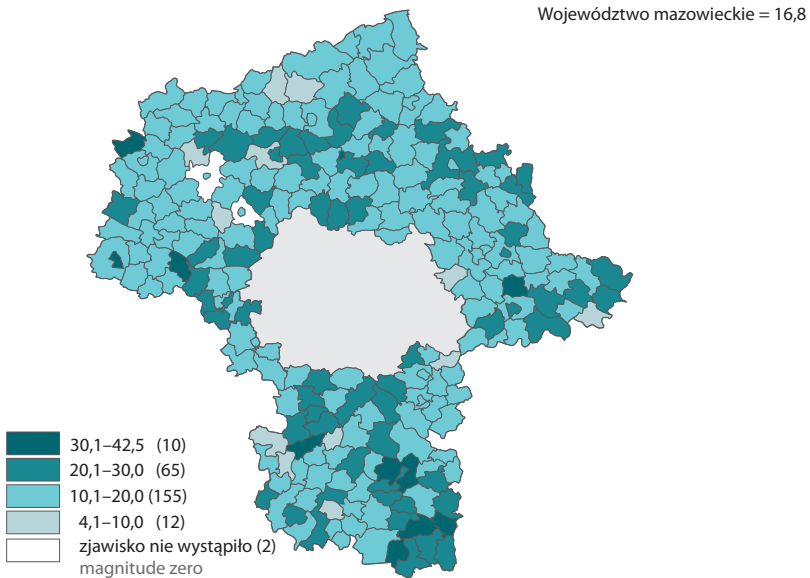 Województwo mazowieckie = 16,8
30,1–42,5 (10)
20,1–30,0 (65)
10,1–20,0 (155)
4,1–10,0 (12)
zjawisko nie wystąpiło (2)
magnitude zero